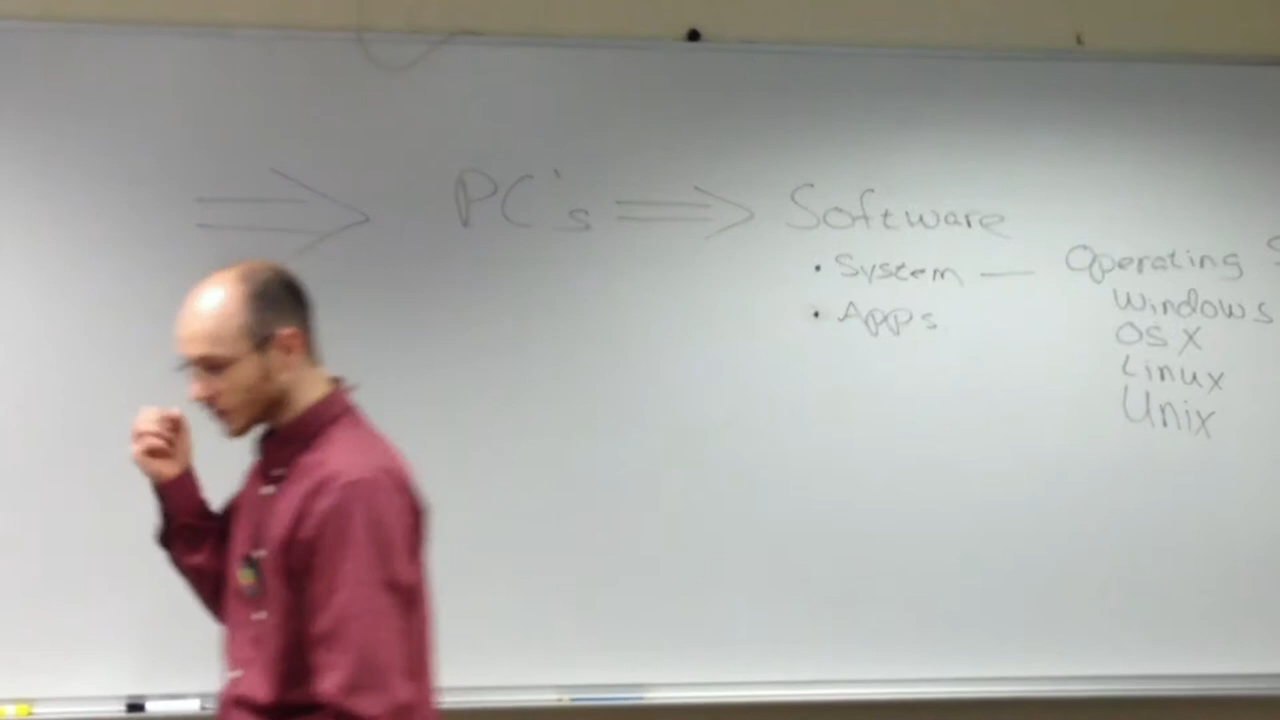 ⇒ PC's ⇒ Software
• System — Operating S
• Apps
Windows
OS X
Linux
Unix